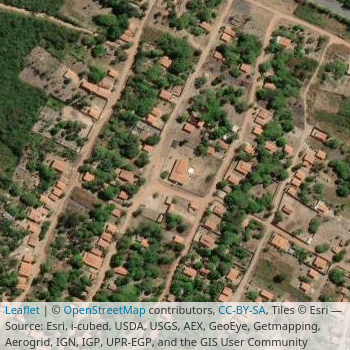 Leaflet | © OpenStreetMap contributors, CC-BY-SA, Tiles © Esri —
Source: Esri, i-cubed, USDA, USGS, AEX, GeoEye, Getmapping,
Aerogrid, IGN, IGP, UPR-EGP, and the GIS User Community